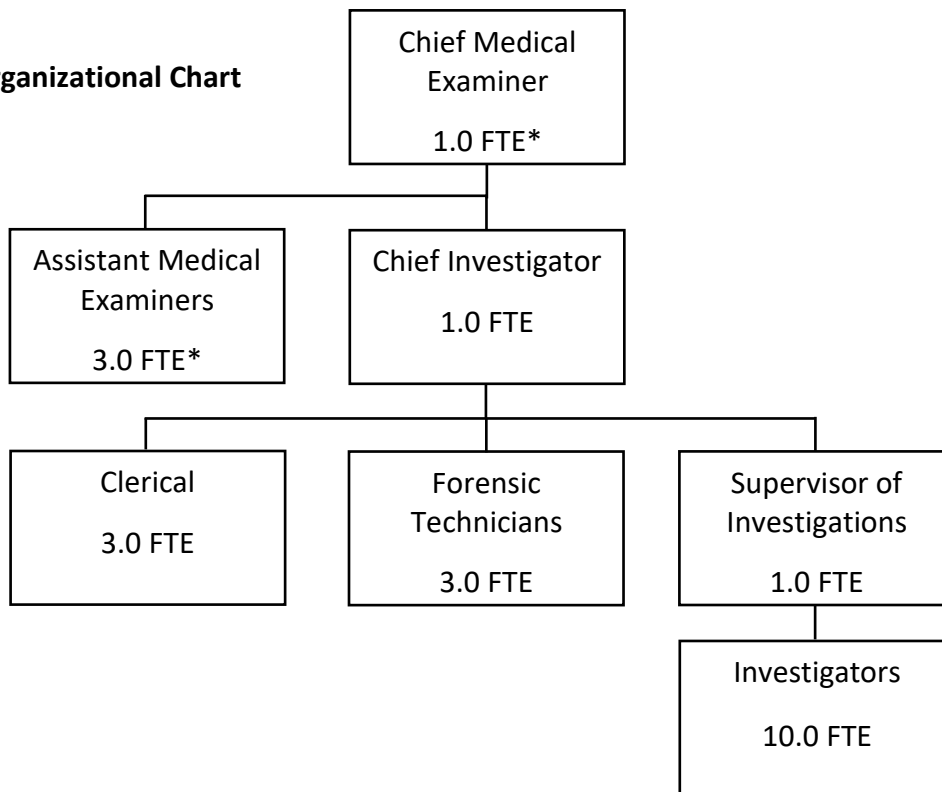 Chief Medical
Examiner
1.0 FTE*
rganizational Chart
Assistant Medical
Examiners
3.0 FTE*
Chief Investigator
1.0 FTE
Clerical
3.0 FTE
Forensic
Technicians
3.0 FTE
Supervisor of
Investigations
1.0 FTE
Investigators
10.0 FTE